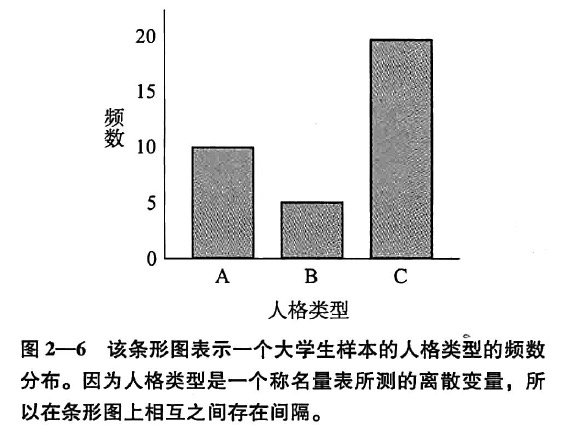 20
15
频数
10
5
0
A B C
人格类型
图2—6 该条形图表示一个大学生样本的人格类型的频数
分布。因为人格类型是一个称名量表所测的离散变量，所
以在条形图上相互之间存在间隔。